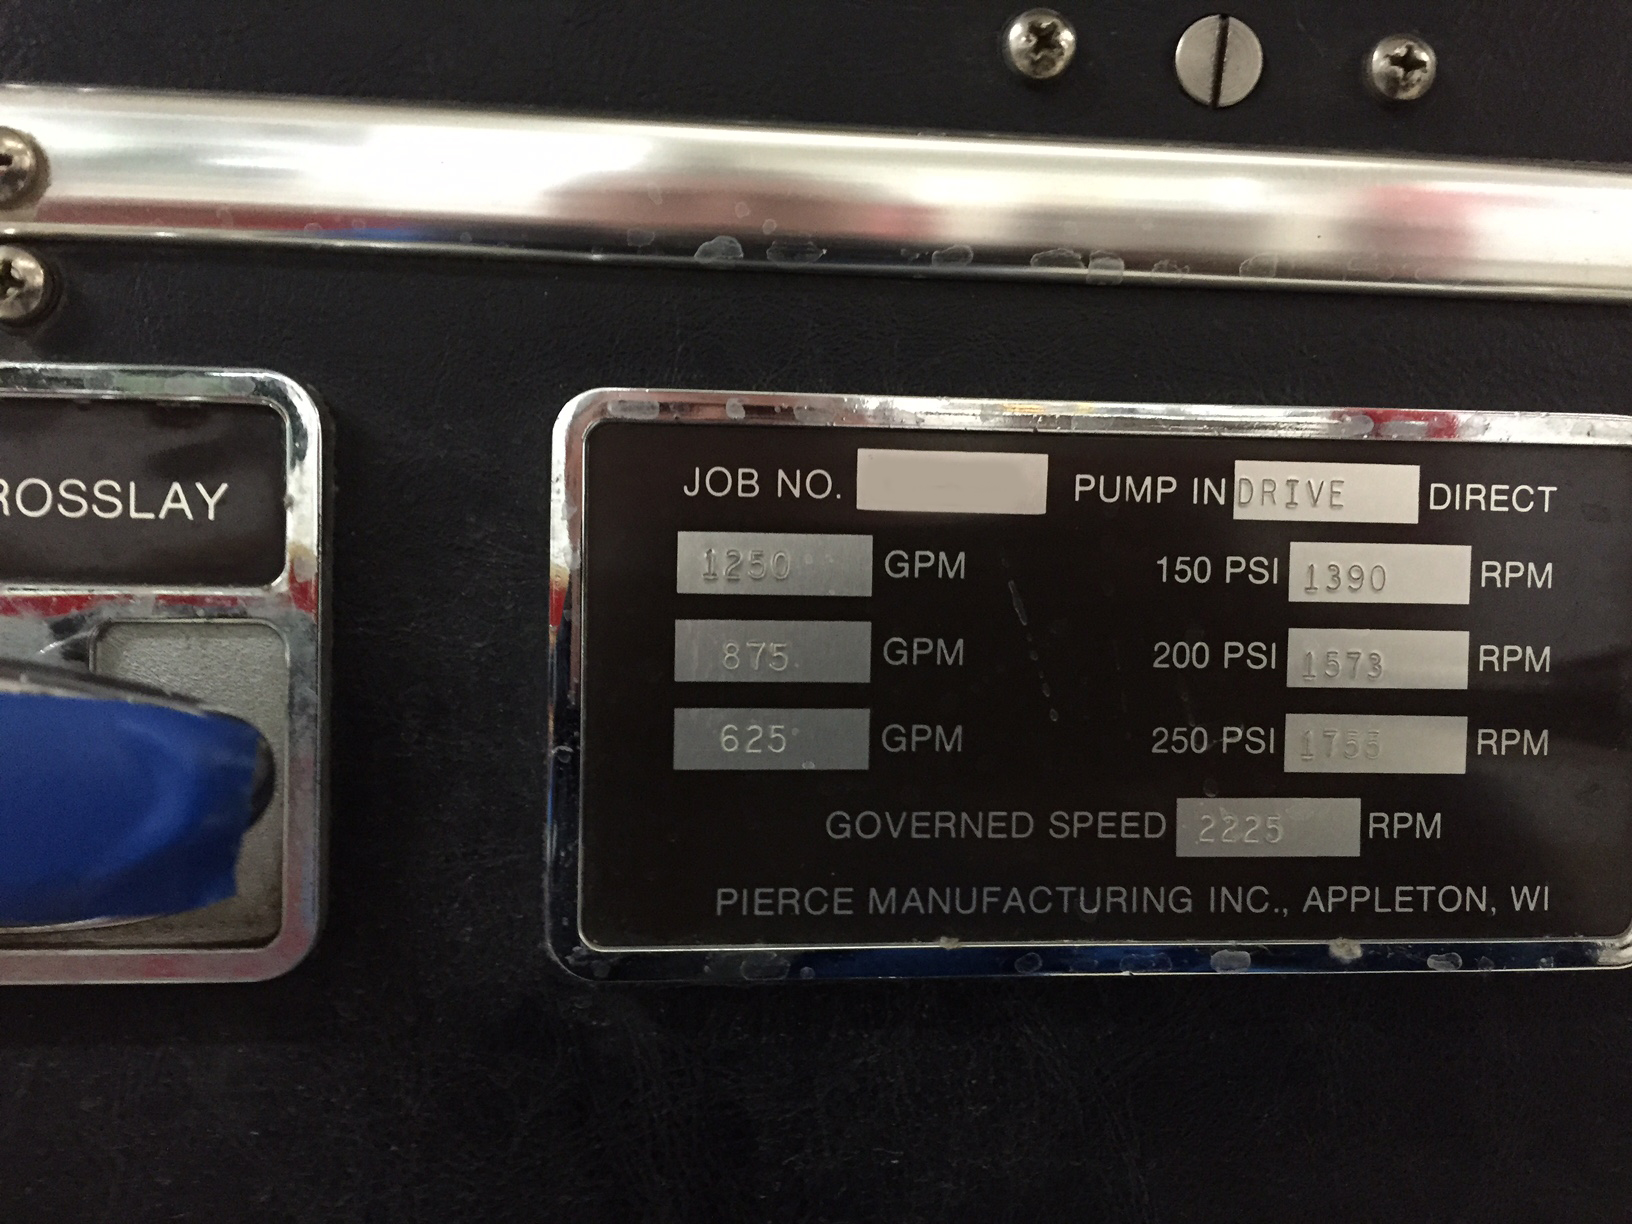 ROSSLAY
JOB NO. PUMP IN DRIVE DIRECT
1250 GPM 150 PSI 1390 RPM
875 GPM 200 PSI 1573 RPM
625 GPM 250 PSI 1755 RPM
GOVERNED SPEED 2225 RPM
PIERCE MANUFACTURING INC., APPLETON, WI